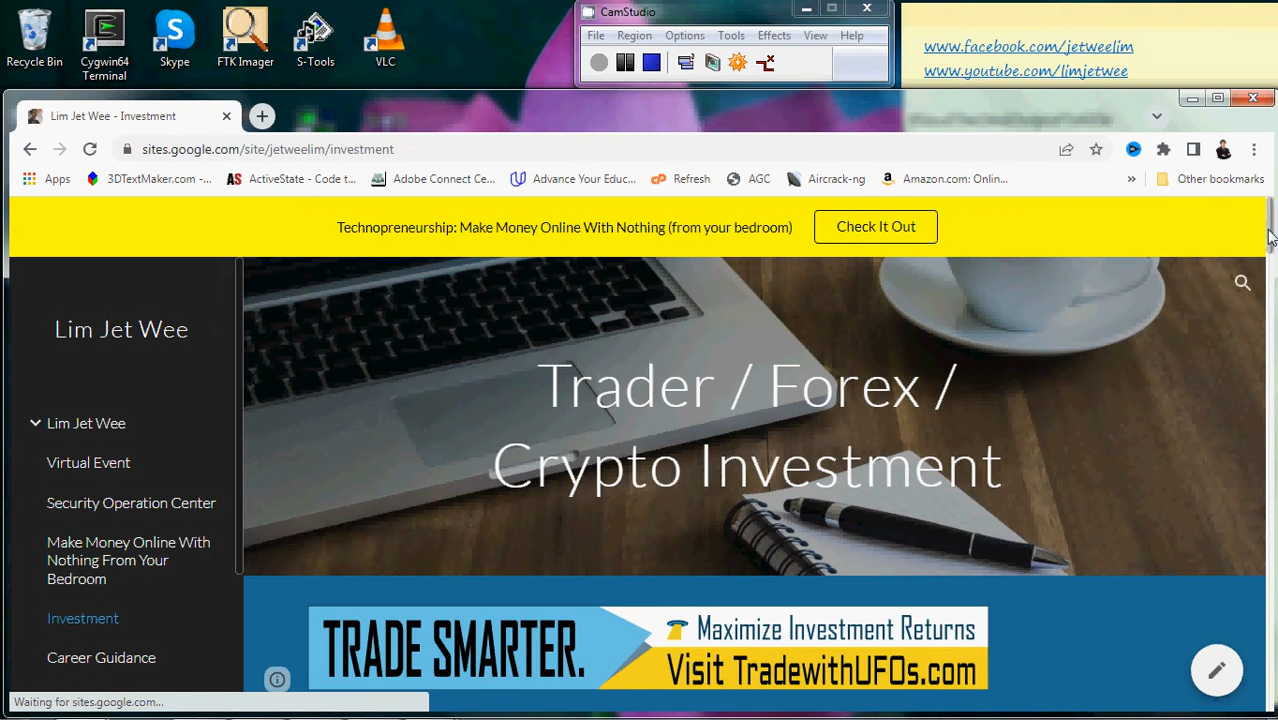 Recycle Bin
Cygwin64 Terminal
Skype
FTK Imager
S-Tools
VLC
CamStudio
File Region Options Tools Effects View Help
www.facebook.com/jetweelim
www.youtube.com/limjetwee
Lim Jet Wee - Investment
sites.google.com/site/jetweelim/investment
Apps 3DTextMaker.com -... ActiveState - Code t... Adobe Connect Ce... Advance Your Educ... Refresh AGC Aircrack-ng Amazon.com: Onlin... » Other bookmarks
Technopreneurship: Make Money Online With Nothing (from your bedroom) Check It Out
Lim Jet Wee
Lim Jet Wee
Virtual Event
Security Operation Center
Make Money Online With
Nothing From Your
Bedroom
Investment
Career Guidance
Trader / Forex /
Crypto Investment
TRADE SMARTER.
Maximize Investment Returns
Visit TradewithUFOs.com
Waiting for sites.google.com...